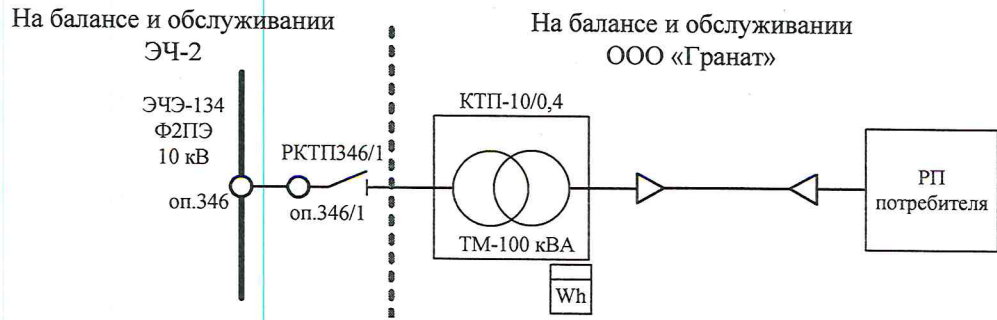 На балансе и обслуживании
ЭЧ-2
На балансе и обслуживании
ООО «Гранат»
ЭЧЭ-134
Ф2ПЭ
10 кВ
оп.346
РКТП346/1
оп.346/1
КТП-10/0,4
ТМ-100 кВА
Wh
РП
потребителя